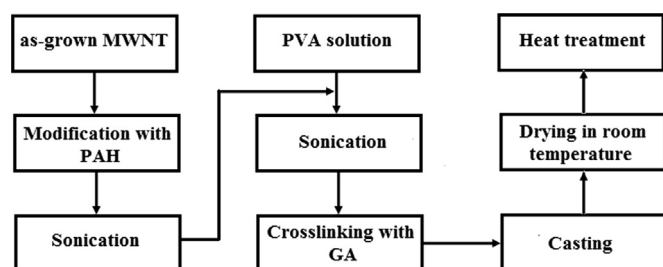 as-grown MWNT
Modification with
PAH
Sonication
PVA solution
Sonication
Crosslinking with
GA
Heat treatment
Drying in room
temperature
Casting